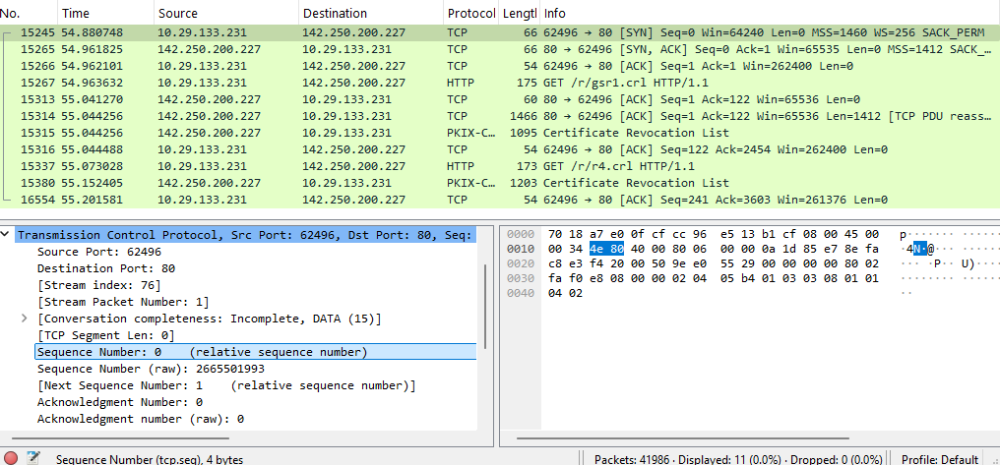 No. Time Source Destination Protocol Lengtl Info
15245 54.880748 10.29.133.231 142.250.200.227 TCP 66 62496 → 80 [SYN] Seq=0 Win=64240 Len=0 MSS=1460 WS=256 SACK_PERM
15265 54.961825 142.250.200.227 10.29.133.231 TCP 66 80 → 62496 [SYN, ACK] Seq=0 Ack=1 Win=65535 Len=0 MSS=1412 SACK_…
15266 54.962101 10.29.133.231 142.250.200.227 TCP 54 62496 → 80 [ACK] Seq=1 Ack=1 Win=262400 Len=0
15267 54.963632 10.29.133.231 142.250.200.227 HTTP 175 GET /r/gsr1.crl HTTP/1.1
15313 55.041270 142.250.200.227 10.29.133.231 TCP 60 80 → 62496 [ACK] Seq=1 Ack=122 Win=65536 Len=0
15314 55.044256 142.250.200.227 10.29.133.231 TCP 1466 80 → 62496 [ACK] Seq=1 Ack=122 Win=65536 Len=1412 [TCP PDU reass…
15315 55.044256 142.250.200.227 10.29.133.231 PKIX-C… 1095 Certificate Revocation List
15316 55.044488 10.29.133.231 142.250.200.227 TCP 54 62496 → 80 [ACK] Seq=122 Ack=2454 Win=262400 Len=0
15337 55.073028 10.29.133.231 142.250.200.227 HTTP 173 GET /r/r4.crl HTTP/1.1
15380 55.152405 142.250.200.227 10.29.133.231 PKIX-C… 1203 Certificate Revocation List
16554 55.201581 10.29.133.231 142.250.200.227 TCP 54 62496 → 80 [ACK] Seq=241 Ack=3603 Win=261376 Len=0
Transmission Control Protocol, Src Port: 62496, Dst Port: 80, Seq:
Source Port: 62496
Destination Port: 80
[Stream index: 76]
[Stream Packet Number: 1]
[Conversation completeness: Incomplete, DATA (15)]
[TCP Segment Len: 0]
Sequence Number: 0 (relative sequence number)
Sequence Number (raw): 2665501993
[Next Sequence Number: 1 (relative sequence number)]
Acknowledgment Number: 0
Acknowledgment number (raw): 0
0000 70 18 a7 e0 0f cf cc 96 e5 13 b1 cf 08 00 45 00 p······· ······E·
0010 00 34 4e 80 40 00 80 06 00 00 0a 1d 85 e7 8e fa ·4N·@··· ········
0020 c8 e3 f4 20 00 50 9e e0 55 29 00 00 00 00 80 02 ··· ·P·· U)······
0030 fa f0 e8 08 00 00 02 04 05 b4 01 03 03 08 01 01 ········ ········
0040 04 02 ··
Sequence Number (tcp.seq), 4 bytes
Packets: 41986 · Displayed: 11 (0.0%) · Dropped: 0 (0.0%)
Profile: Default